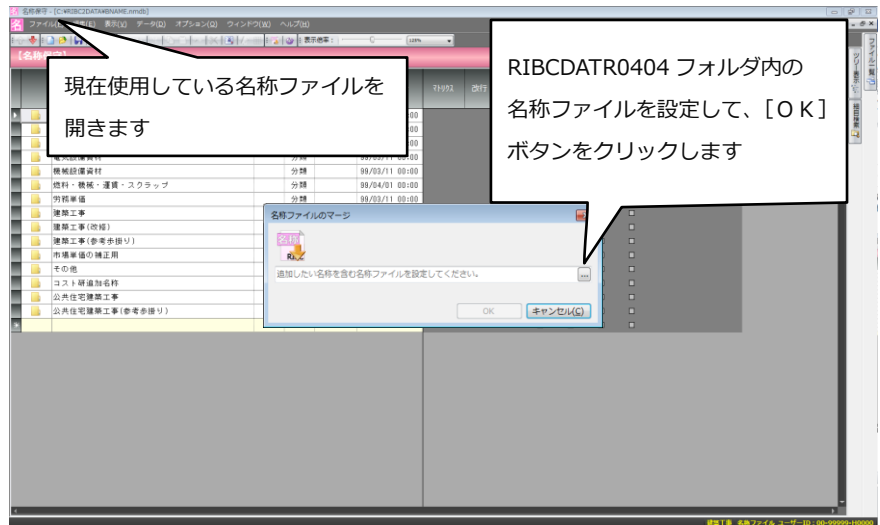 名称保守 - [C:¥RIBC2DATA¥BNAME.nmdb]
表示(V) データ(D) オプション(O) ウィンドウ(W) ヘルプ(H)
表示倍率:
現在使用している名称ファイルを
開きます
RIBCDATR0404 フォルダ内の
名称ファイルを設定して、[OK]
ボタンをクリックします
ファイル一覧
ツリー表示
細目検索
マトリクス 改行
電気設備資材 分類 99/03/11 00:00
機械設備資材 分類 99/03/11 00:00
燃料・機械・運賃・スクラップ 分類 99/04/01 00:00
労務単価 分類 99/03/11 00:00
建築工事
建築工事(改修)
建築工事(参考歩掛り)
市場単価の補正用
その他
コスト研追加名称
公共住宅建築工事
公共住宅建築工事(参考歩掛り)
名称ファイルのマージ
名称
追加したい名称を含む名称ファイルを設定してください。
...
OK キャンセル(C)
建築工事 名称ファイル ユーザーID:00-99999-H0000